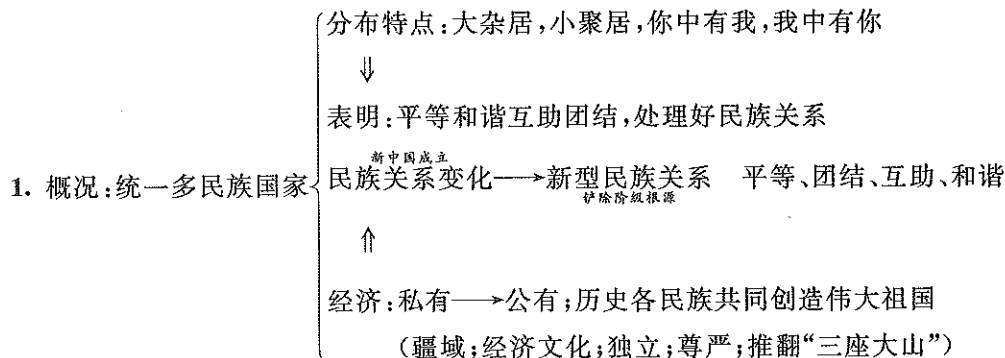 分布特点:大杂居,小聚居,你中有我,我中有你
⇓
表明:平等和谐互助团结,处理好民族关系
新中国成立
1. 概况:统一多民族国家 民族关系变化→新型民族关系 平等、团结、互助、和谐
铲除阶级根源
⇑
经济:私有→公有;历史各民族共同创造伟大祖国
(疆域;经济文化;独立;尊严;推翻“三座大山”)